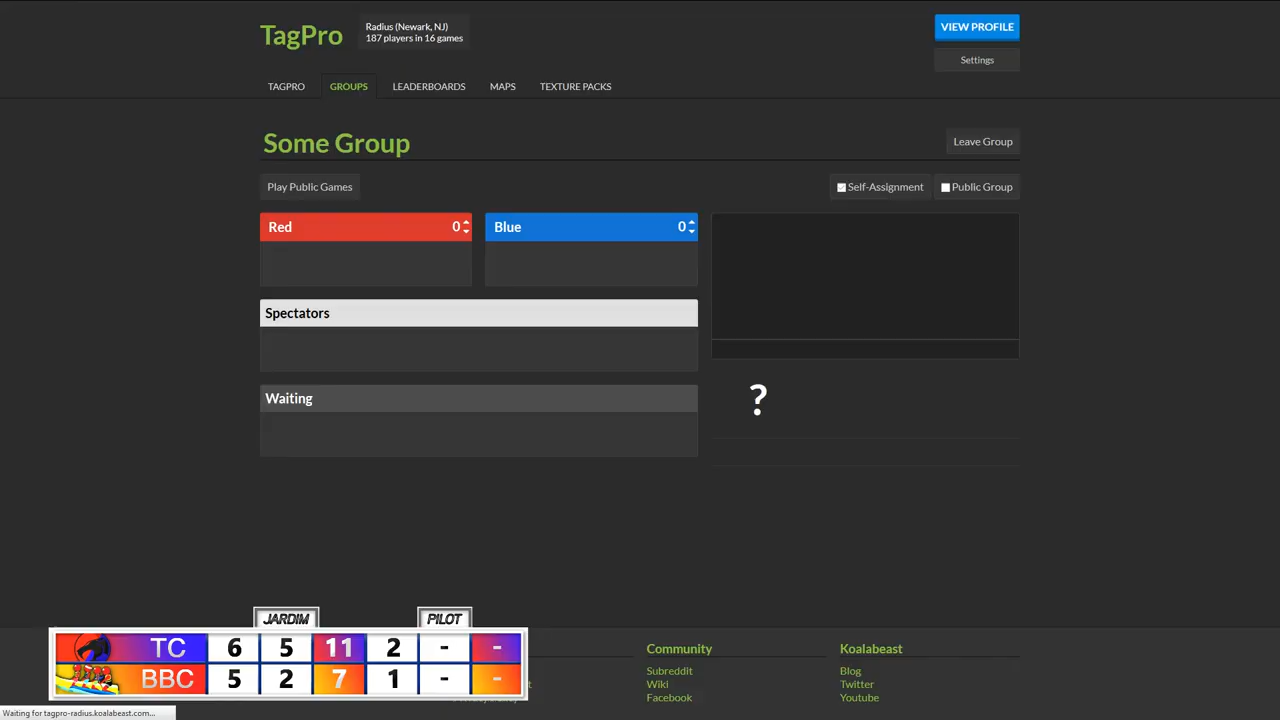 TagPro
Radius (Newark, NJ)
187 players in 16 games
VIEW PROFILE
Settings
TAGPRO GROUPS LEADERBOARDS MAPS TEXTURE PACKS
Some Group
Leave Group
Play Public Games
Self-Assignment
Public Group
Red 0
Blue 0
Spectators
Waiting
?
JARDIM PILOT
TC 6 5 11 2 - -
BBC 5 2 7 1 - -
Community
Subreddit
Wiki
Facebook
Koalabeast
Blog
Twitter
Youtube
Waiting for tagpro-radius.koalabeast.com...